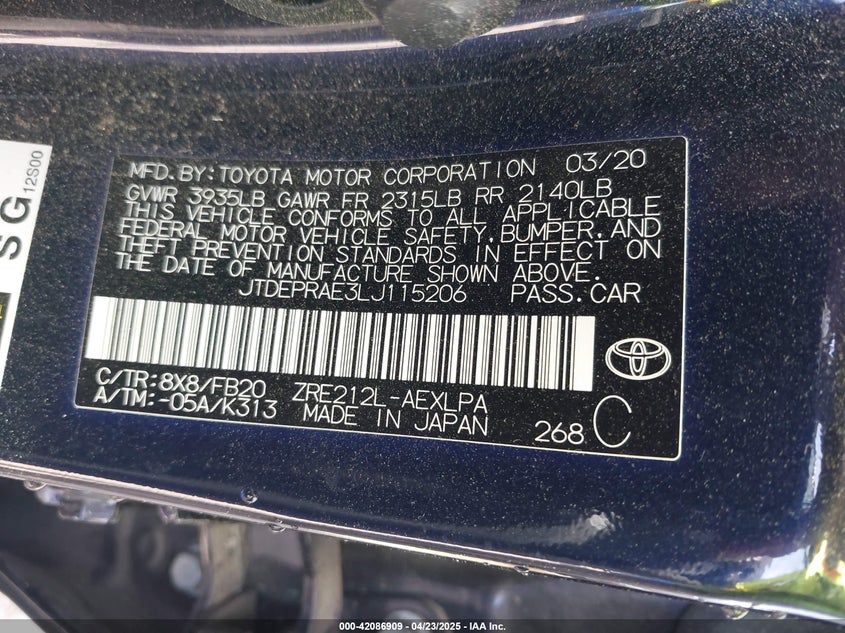 MFD.BY:TOYOTA MOTOR CORPORATION 03/20
GVWR 3935LB GAWR FR 2315LB RR 2140LB
THIS VEHICLE CONFORMS TO ALL APPLICABLE
FEDERAL MOTOR VEHICLE SAFETY,BUMPER,AND
THEFT PREVENTION STANDARDS IN EFFECT ON
THE DATE OF MANUFACTURE SHOWN ABOVE.
JTDEPRAE3LJ115206 PASS.CAR
C/TR:8X8/FB20 ZRE212L-AEXLPA
A/TM:-05A/K313 MADE IN JAPAN
268 C
SG
12S00
000-42086909 - 04/23/2025 - IAA Inc.